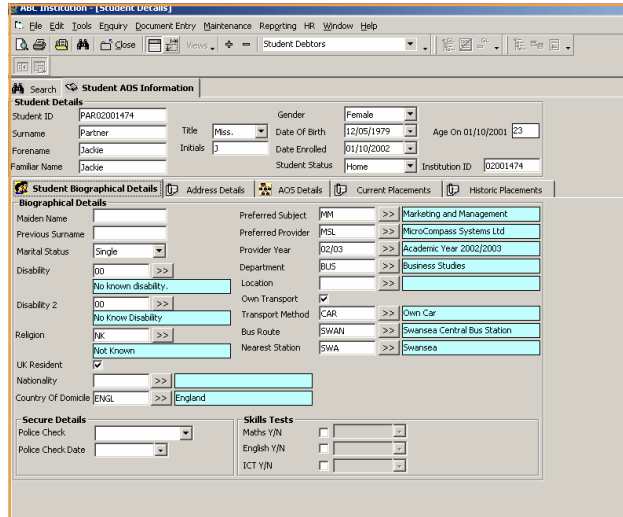 ABC Institution - [Student Details]
File Edit Tools Enquiry Document Entry Maintenance Reporting HR Window Help
Close Views Student Debtors
Search Student AOS Information
Student Details
Student ID PAR02001474 Gender Female
Surname Partner Title Miss. Date Of Birth 12/05/1979 Age On 01/10/2001 23
Forename Jackie Initials J Date Enrolled 01/10/2002
Familiar Name Jackie Student Status Home Institution ID 02001474
Student Biographical Details Address Details AOS Details Current Placements Historic Placements
Biographical Details
Maiden Name Preferred Subject MM >> Marketing and Management
Previous Surname Preferred Provider MSL >> MicroCompass Systems Ltd
Marital Status Single Provider Year 02/03 >> Academic Year 2002/2003
Disability 00 >> Department BUS >> Business Studies
No known disability. Location >>
Disability 2 00 >> Own Transport
No Know Disability Transport Method CAR >> Own Car
Religion NK >> Bus Route SWAN >> Swansea Central Bus Station
Not Known Nearest Station SWA >> Swansea
UK Resident
Nationality >>
Country Of Domicile ENGL >> England
Secure Details Skills Tests
Police Check Maths Y/N
Police Check Date English Y/N
ICT Y/N